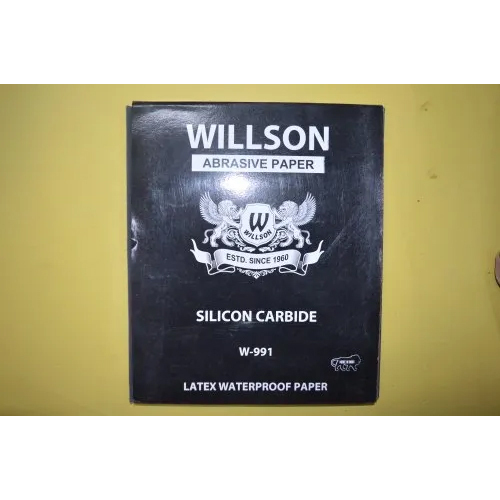 WILLSON
ABRASIVE PAPER
W
WILLSON
ESTD. SINCE 1960
SILICON CARBIDE
W-991
LATEX WATERPROOF PAPER